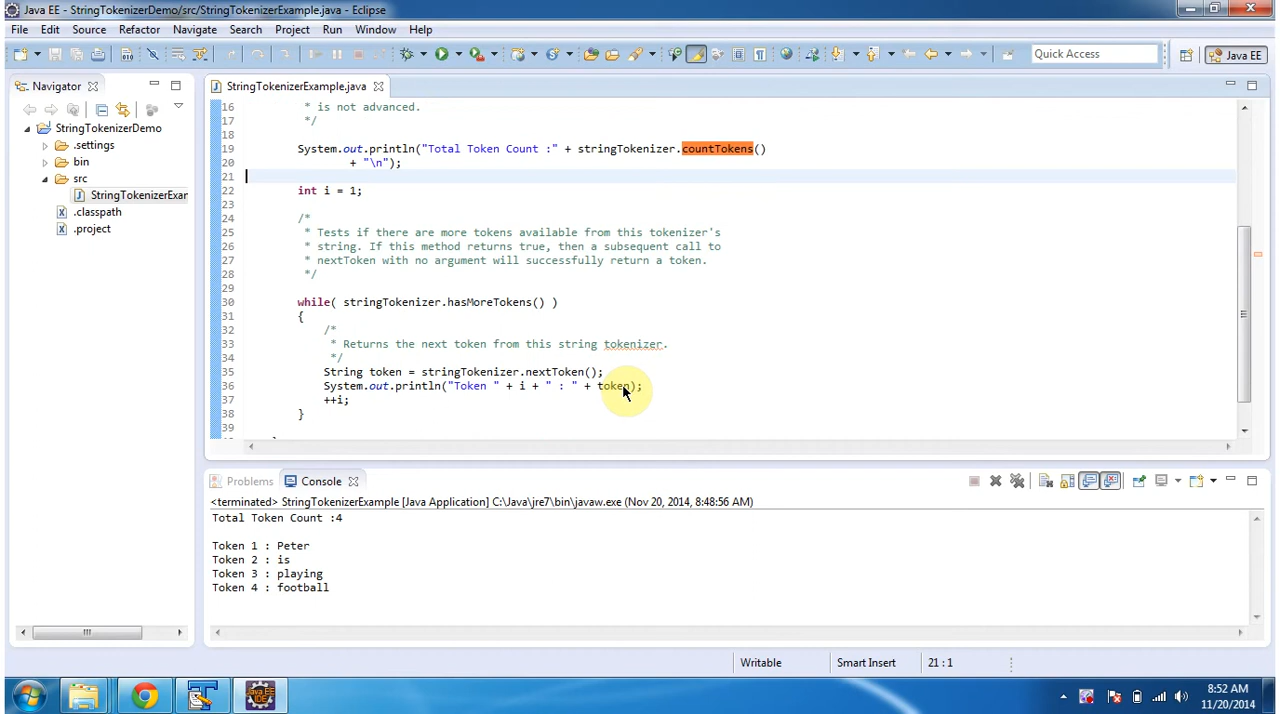 Java EE - StringTokenizerDemo/src/StringTokenizerExample.java - Eclipse
File Edit Source Refactor Navigate Search Project Run Window Help
Quick Access
Java EE
Navigator
StringTokenizerDemo
.settings
bin
src
StringTokenizerExar
.classpath
.project
StringTokenizerExample.java
16 * is not advanced.
17 */
18
19 System.out.println("Total Token Count :" + stringTokenizer.countTokens()
20 + "\n");
21
22 int i = 1;
23
24 /*
25 * Tests if there are more tokens available from this tokenizer's
26 * string. If this method returns true, then a subsequent call to
27 * nextToken with no argument will successfully return a token.
28 */
29
30 while( stringTokenizer.hasMoreTokens() )
31 {
32 /*
33 * Returns the next token from this string tokenizer.
34 */
35 String token = stringTokenizer.nextToken();
36 System.out.println("Token " + i + " : " + token);
37 ++i;
38 }
39
Problems Console
<terminated> StringTokenizerExample [Java Application] C:\Java\jre7\bin\javaw.exe (Nov 20, 2014, 8:48:56 AM)
Total Token Count :4
Token 1 : Peter
Token 2 : is
Token 3 : playing
Token 4 : football
Writable Smart Insert 21 : 1
Java EE IDE
8:52 AM
11/20/2014